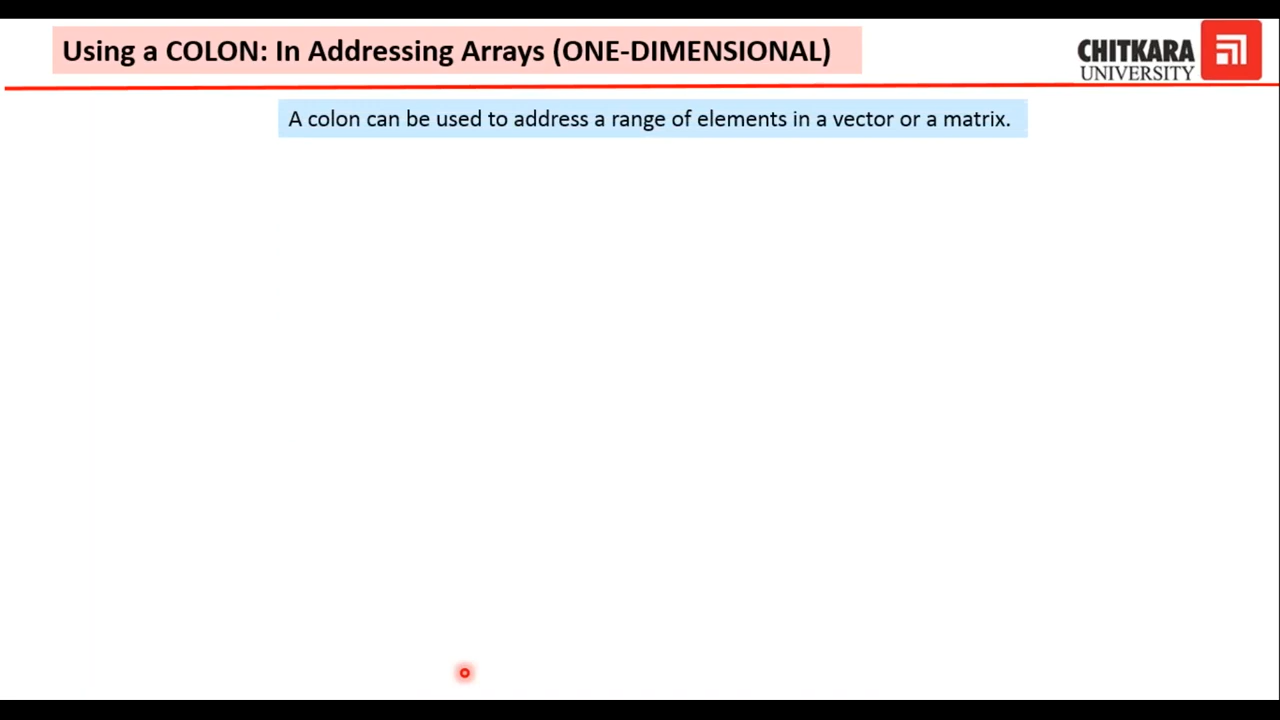 Using a COLON: In Addressing Arrays (ONE-DIMENSIONAL)
CHITKARA
UNIVERSITY
A colon can be used to address a range of elements in a vector or a matrix.